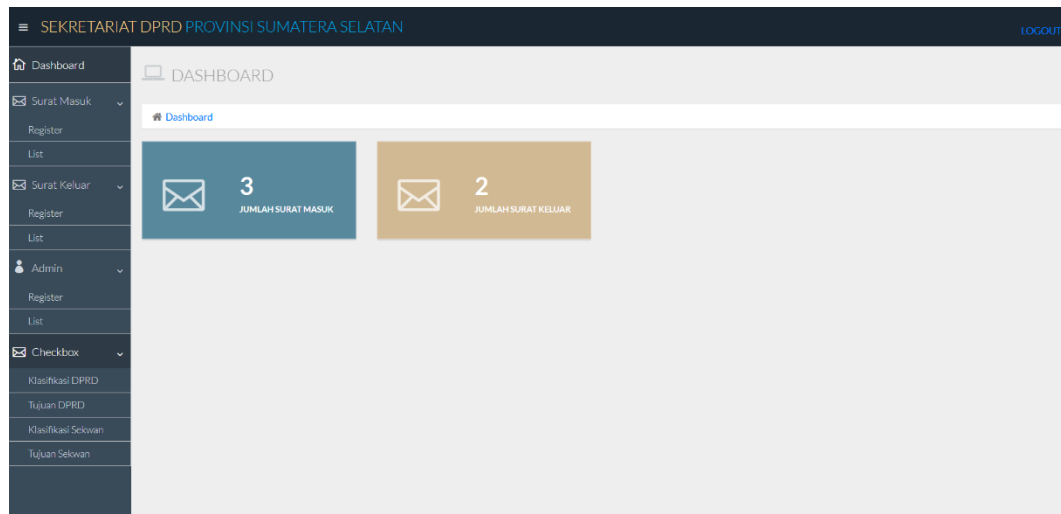 SEKRETARIAT DPRD PROVINSI SUMATERA SELATAN
LOGOUT
Dashboard
Surat Masuk
Register
List
Surat Keluar
Register
List
Admin
Register
List
Checkbox
Klasifikasi DPRD
Tujuan DPRD
Klasifikasi Sekwan
Tujuan Sekwan
DASHBOARD
Dashboard
3
JUMLAH SURAT MASUK
2
JUMLAH SURAT KELUAR